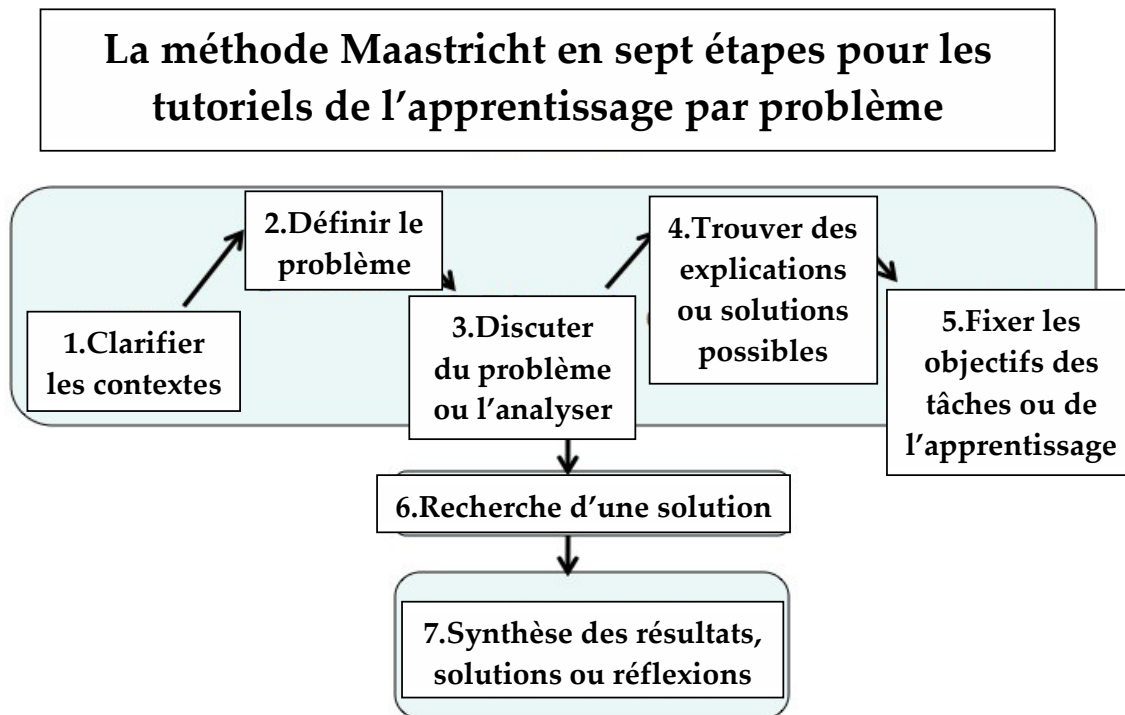 La méthode Maastricht en sept étapes pour les
tutoriels de l’apprentissage par problème
1.Clarifier
les contextes
2.Définir le
problème
3.Discuter
du problème
ou l’analyser
4.Trouver des
explications
ou solutions
possibles
5.Fixer les
objectifs des
tâches ou de
l’apprentissage
6.Recherche d’une solution
7.Synthèse des résultats,
solutions ou réflexions